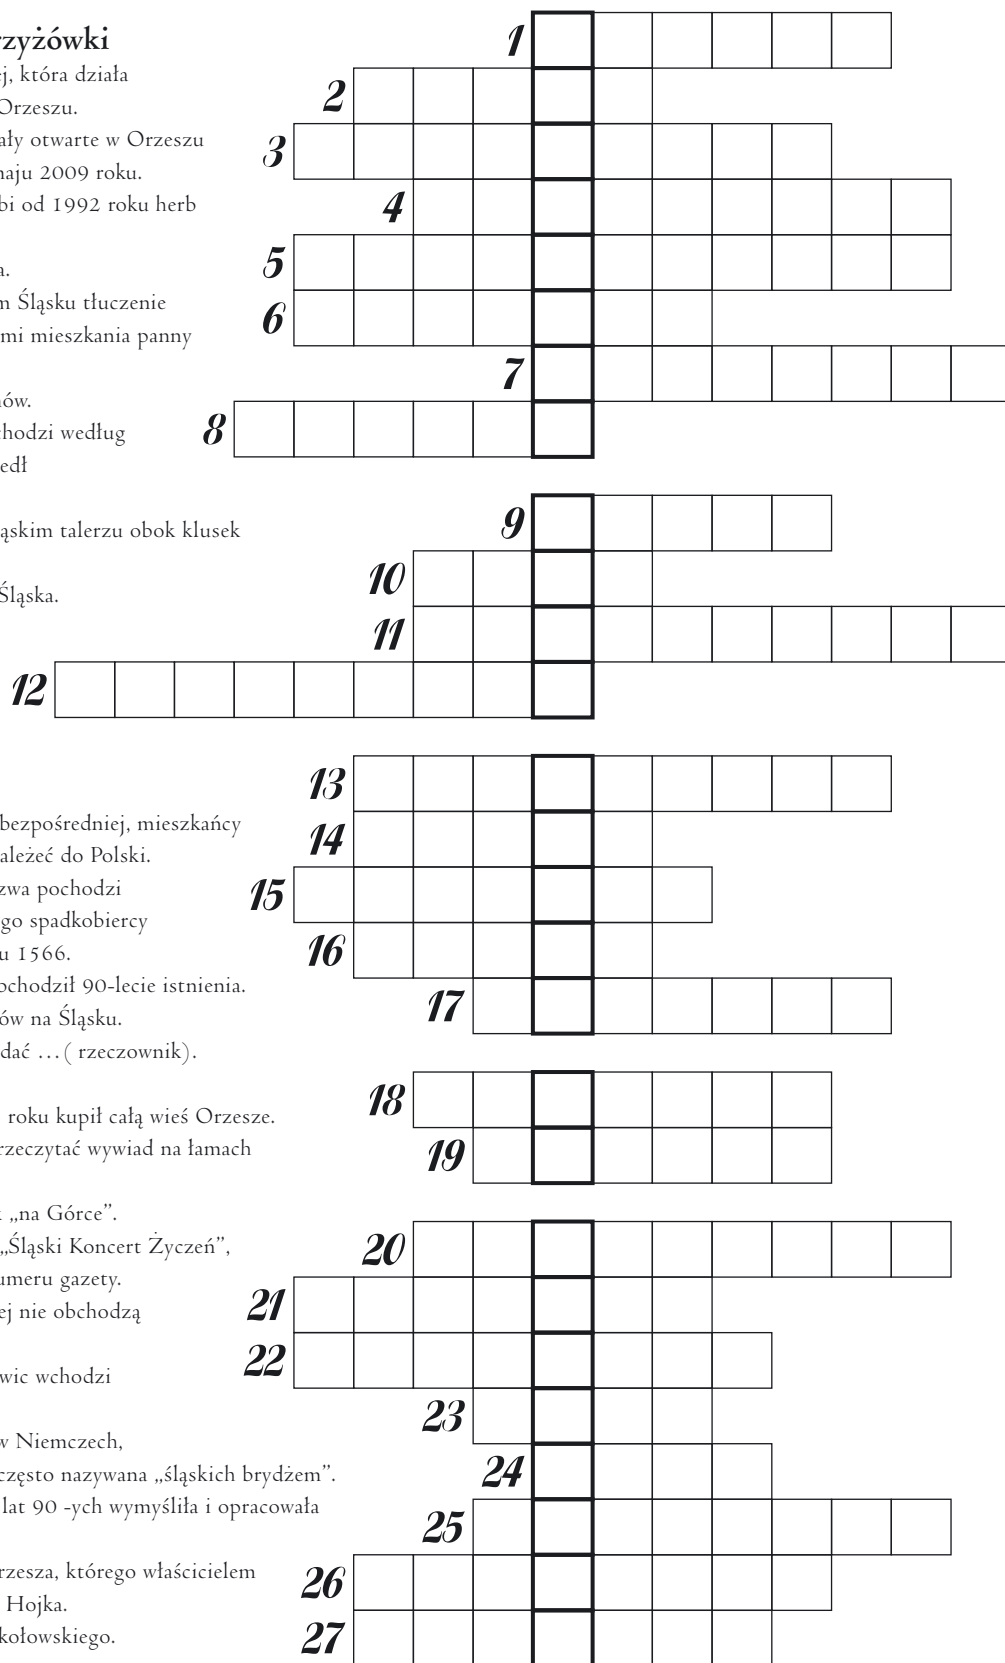 rzyżówki
j, która działa
Orzeszu.
ały otwarte w Orzeszu
maju 2009 roku.
bi od 1992 roku herb
a.
m Śląsku tłuczenie
mi mieszkania panny
nów.
chodzi według
edł
ląskim talerzu obok klusek
Śląska.
bezpośredniej, mieszkańcy
ależeć do Polski.
zwa pochodzi
go spadkobiercy
u 1566.
bchodził 90-lecie istnienia.
ów na Śląsku.
dać …( rzeczownik).
roku kupił całą wieś Orzesze.
rzeczytać wywiad na łamach
k „na Górce”.
„Śląski Koncert Życzeń”,
umeru gazety.
ej nie obchodzą
wic wchodzi
w Niemczech,
często nazywana „śląskich brydżem”.
lat 90 -ych wymyśliła i opracowała
rzesza, którego właścicielem
Hojka.
kołowskiego.
1
2
3
4
5
6
7
8
9
10
11
12
13
14
15
16
17
18
19
20
21
22
23
24
25
26
27